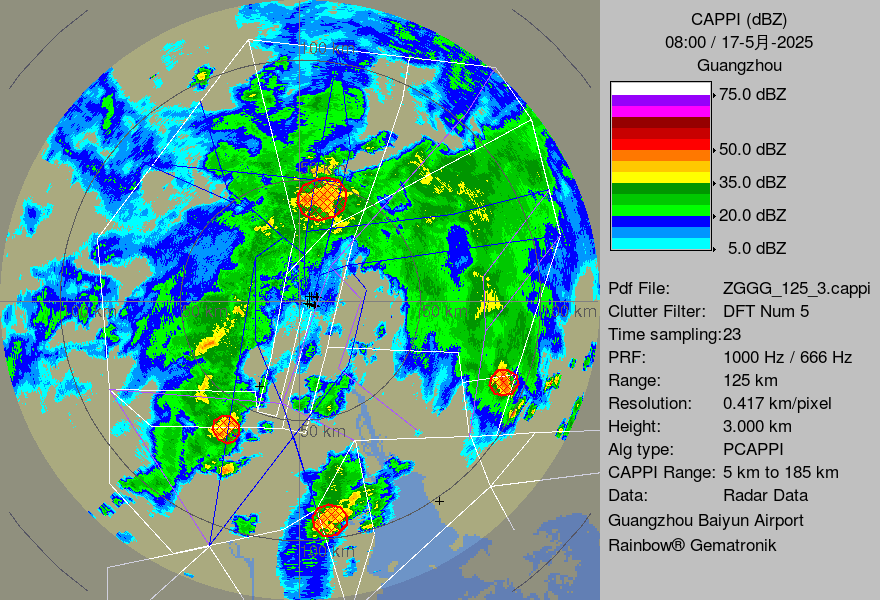 CAPPI (dBZ)
08:00 / 17-5月-2025
Guangzhou
75.0 dBZ
50.0 dBZ
35.0 dBZ
20.0 dBZ
5.0 dBZ
Pdf File: ZGGG_125_3.cappi
Clutter Filter: DFT Num 5
Time sampling:23
PRF: 1000 Hz / 666 Hz
Range: 125 km
Resolution: 0.417 km/pixel
Height: 3.000 km
Alg type: PCAPPI
CAPPI Range: 5 km to 185 km
Data: Radar Data
Guangzhou Baiyun Airport
Rainbow® Gematronik
100 km
50 km
50 km
100 km